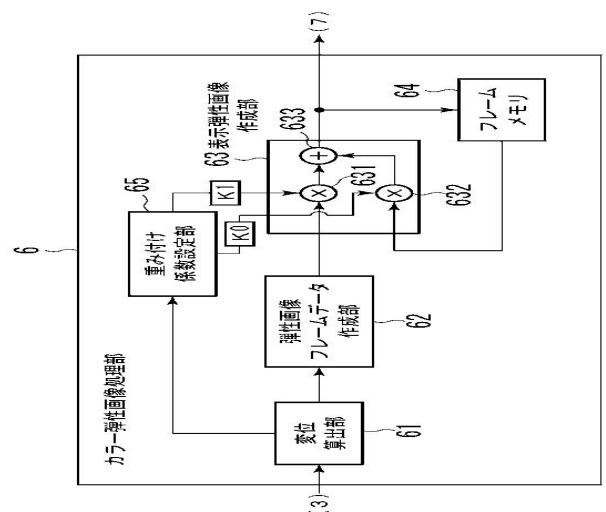 6
カラー弾性画像処理部
(3)
変位
算出部
61
弾性画像
フレームデータ
作成部
62
重み付け
係数設定部
65
K1
K0
63 表示弾性画像
作成部
633
+
×
631
×
632
フレーム
メモリ
64
(7)